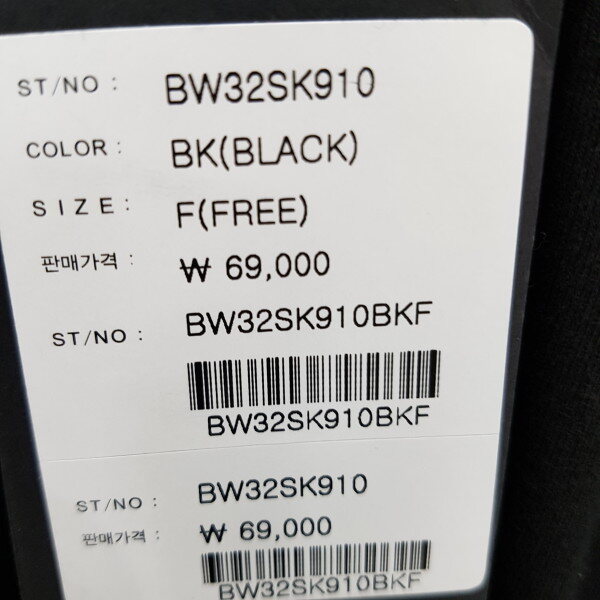 ST/NO : BW32SK910
COLOR : BK(BLACK)
SIZE : F(FREE)
판매가격 : ₩ 69,000
ST/NO : BW32SK910BKF
BW32SK910BKF
ST/NO : BW32SK910
판매가격 : ₩ 69,000
BW32SK910BKF